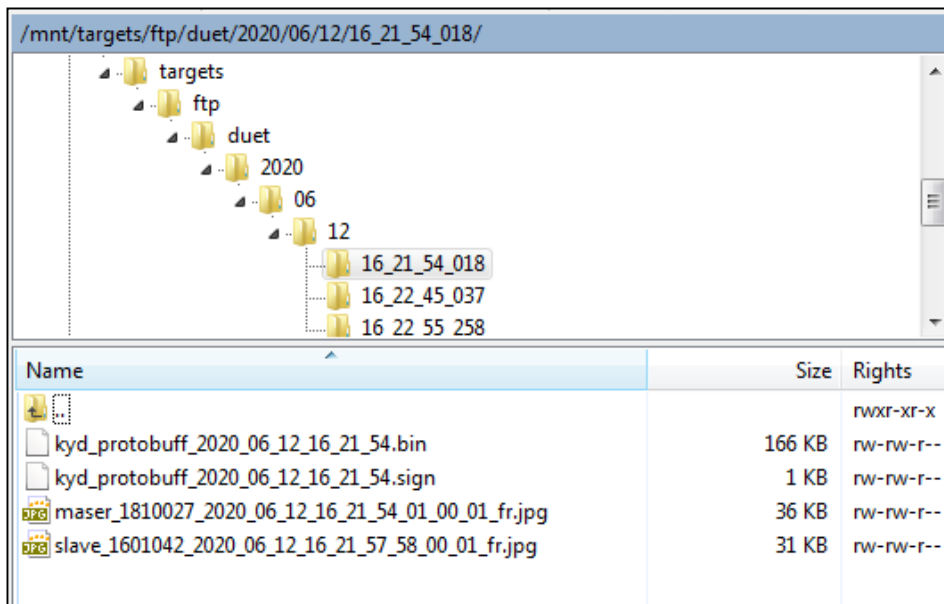 /mnt/targets/ftp/duet/2020/06/12/16_21_54_018/
targets
ftp
duet
2020
06
12
16_21_54_018
16_22_45_037
16_22_55_258
Name Size Rights
.. rwxr-xr-x
kyd_protobuff_2020_06_12_16_21_54.bin 166 KB rw-rw-r--
kyd_protobuff_2020_06_12_16_21_54.sign 1 KB rw-rw-r--
JPG maser_1810027_2020_06_12_16_21_54_01_00_01_fr.jpg 36 KB rw-rw-r--
JPG slave_1601042_2020_06_12_16_21_57_58_00_01_fr.jpg 31 KB rw-rw-r--